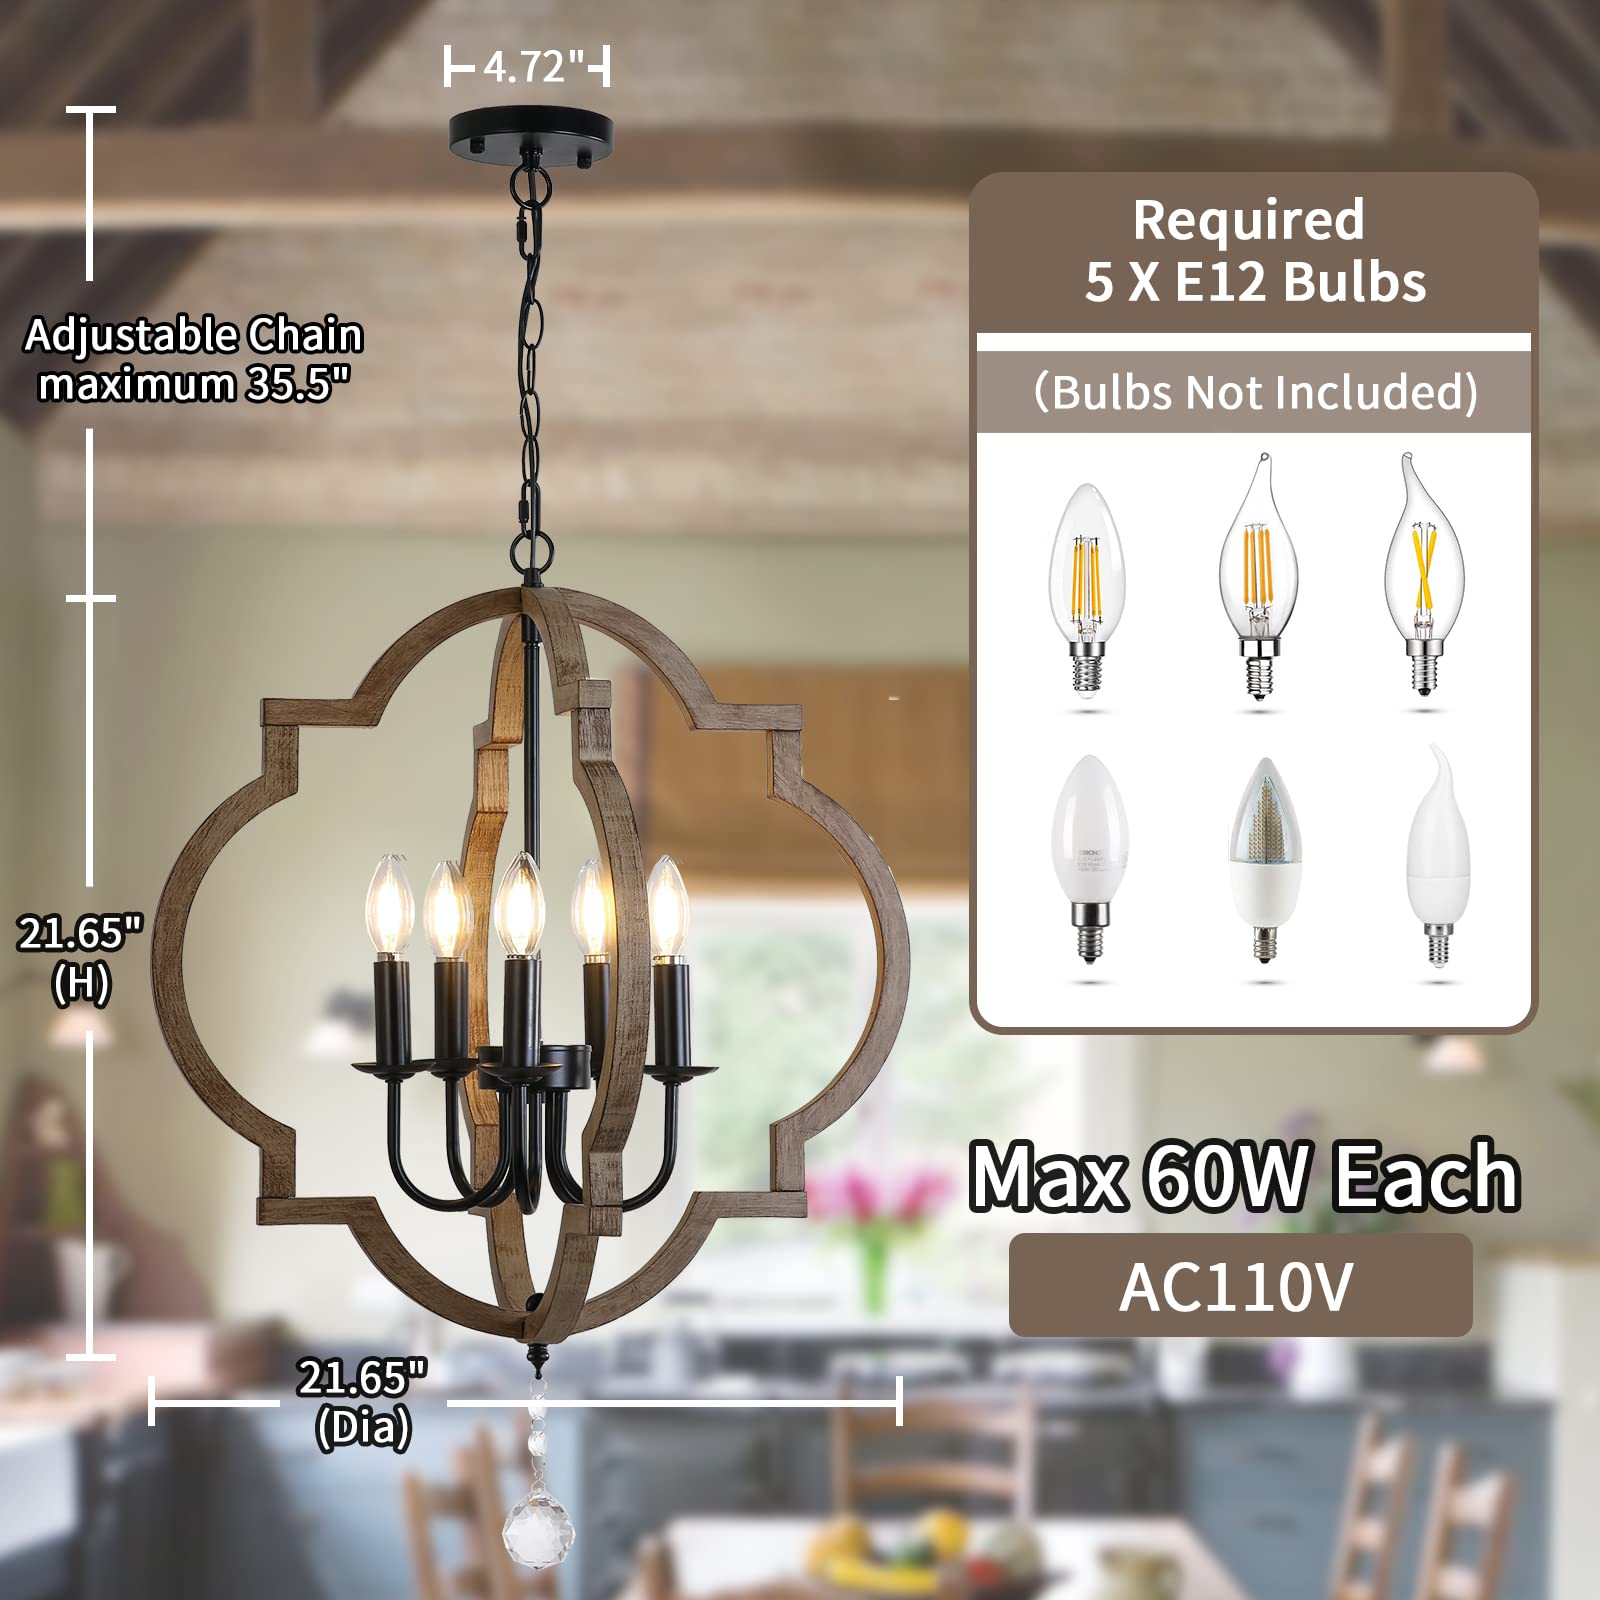 4.72"
Adjustable Chain
maximum 35.5"
21.65"
(H)
21.65"
(Dia)
Required
5 X E12 Bulbs
(Bulbs Not Included)
Max 60W Each
AC110V